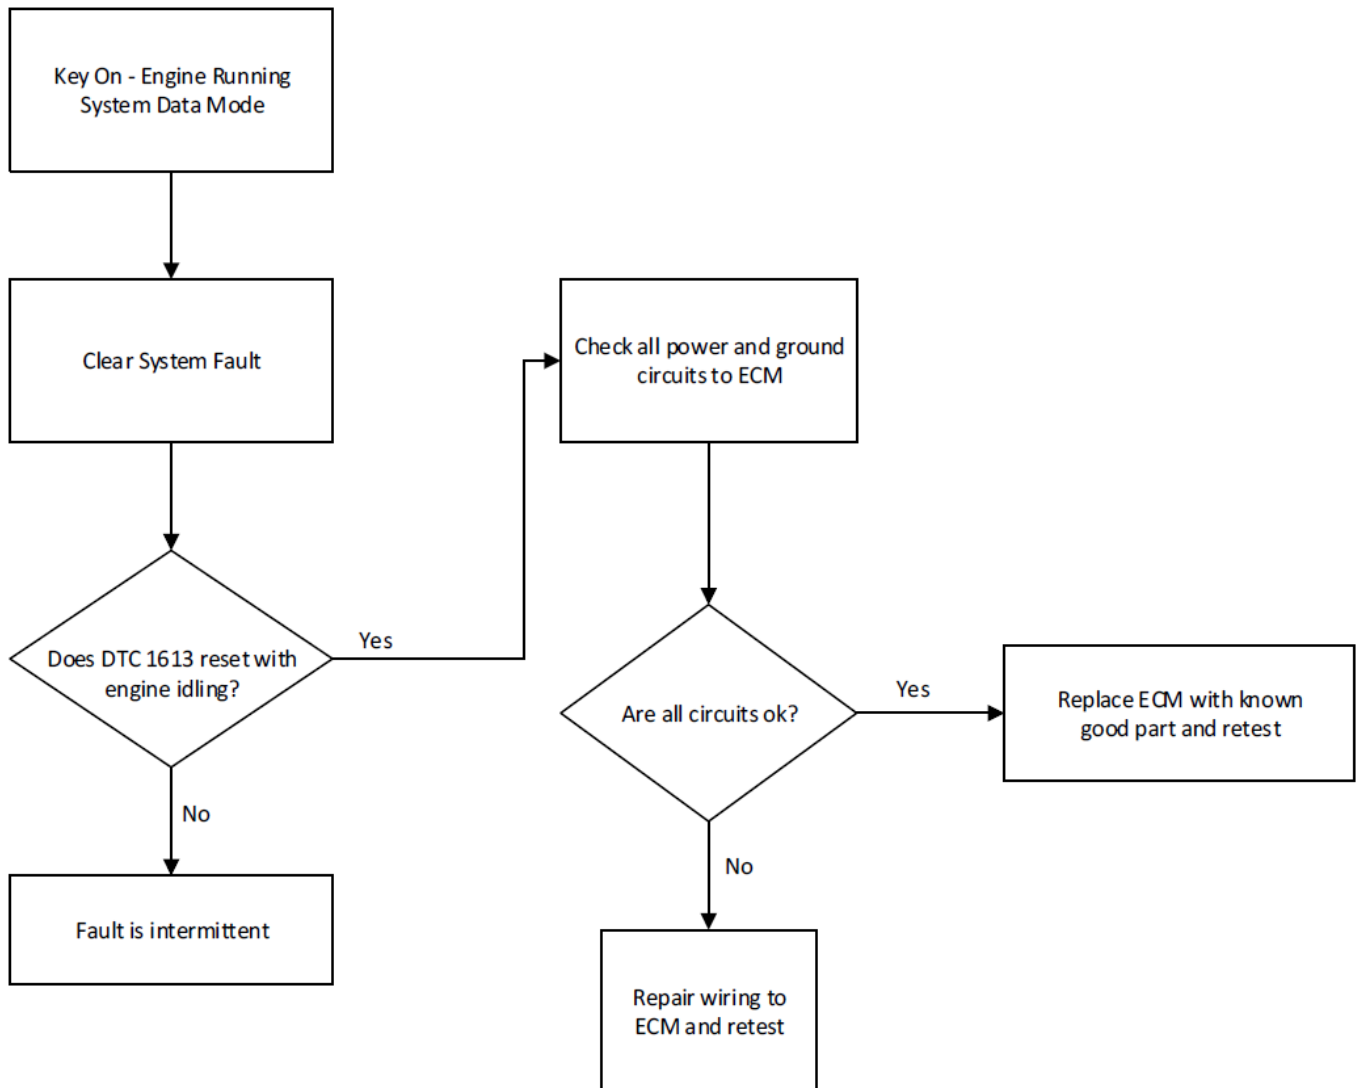 Key On - Engine Running
System Data Mode
Clear System Fault
Does DTC 1613 reset with
engine idling?
Yes
No
Fault is intermittent
Check all power and ground
circuits to ECM
Are all circuits ok?
Yes
No
Replace ECM with known
good part and retest
Repair wiring to
ECM and retest